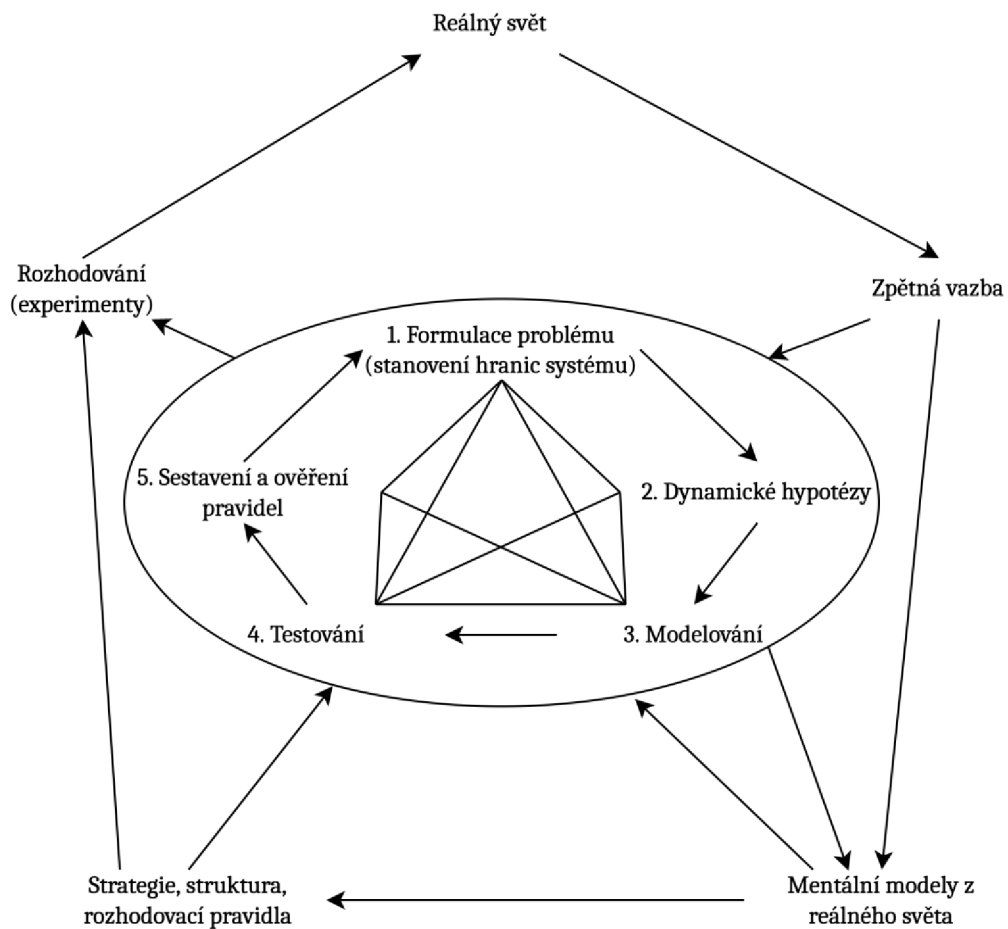 Reálný svět
Rozhodování
(experimenty)
Zpětná vazba
1. Formulace problému
(stanovení hranic systému)
5. Sestavení a ověření
pravidel
2. Dynamické hypotézy
4. Testování
3. Modelování
Strategie, struktura,
rozhodovací pravidla
Mentální modely z
reálného světa